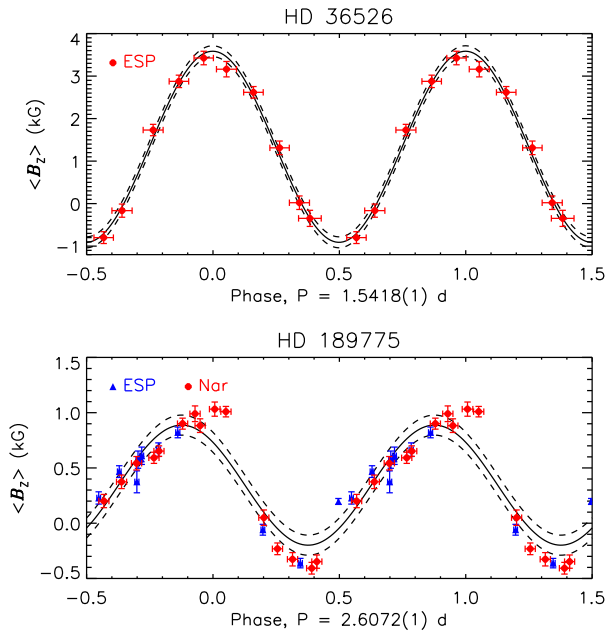 HD 36526
4
3
2
1
0
−1
<Bz> (kG)
ESP
−0.5 0.0 0.5 1.0 1.5
Phase, P = 1.5418(1) d
HD 189775
1.5
1.0
0.5
0.0
−0.5
<Bz> (kG)
ESP Nar
−0.5 0.0 0.5 1.0 1.5
Phase, P = 2.6072(1) d